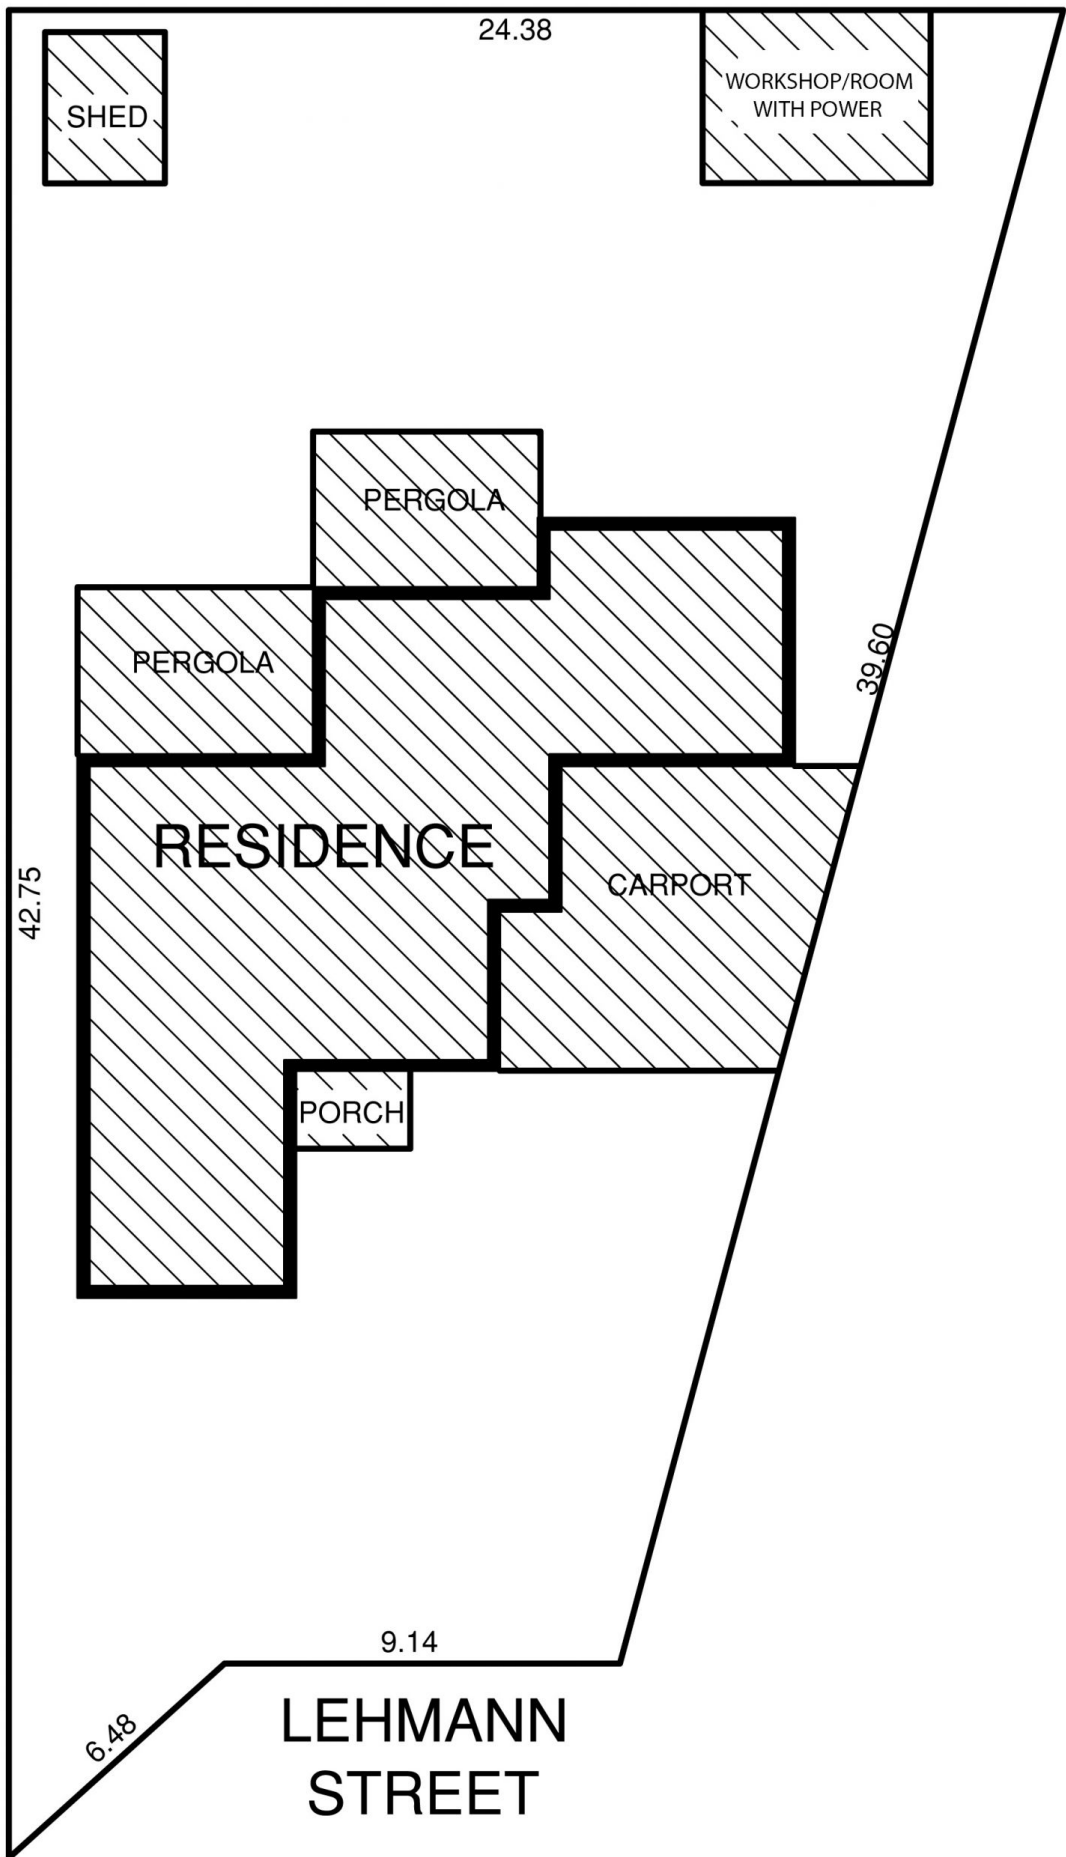 24.38
SHED
WORKSHOP/ROOM
WITH POWER
PERGOLA
PERGOLA
39.60
RESIDENCE
CARPORT
42.75
PORCH
9.14
6.48
LEHMANN
STREET